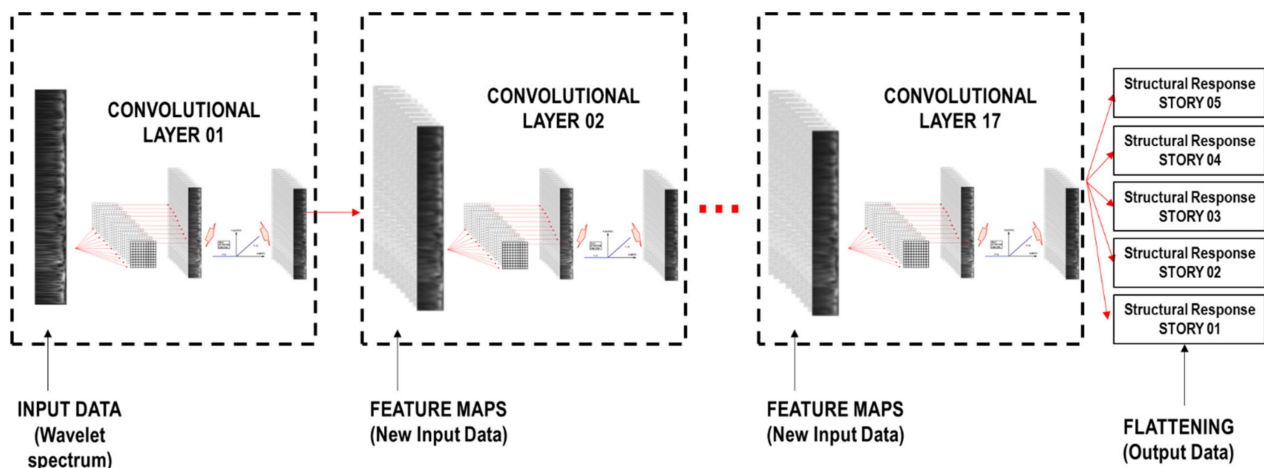 CONVOLUTIONAL
LAYER 01
CONVOLUTIONAL
LAYER 02
CONVOLUTIONAL
LAYER 17
Structural Response
STORY 05
Structural Response
STORY 04
Structural Response
STORY 03
Structural Response
STORY 02
Structural Response
STORY 01
INPUT DATA
(Wavelet
spectrum)
FEATURE MAPS
(New Input Data)
FEATURE MAPS
(New Input Data)
FLATTENING
(Output Data)